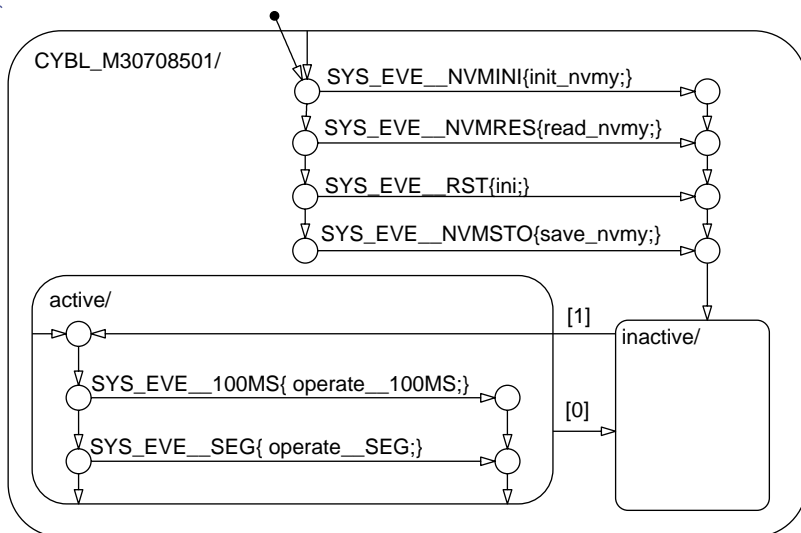 CYBL_M30708501/
SYS_EVE__NVMINI{init_nvmy;}
SYS_EVE__NVMRES{read_nvmy;}
SYS_EVE__RST{ini;}
SYS_EVE__NVMSTO{save_nvmy;}
active/
[1]
inactive/
SYS_EVE__100MS{ operate__100MS;}
[0]
SYS_EVE__SEG{ operate__SEG;}